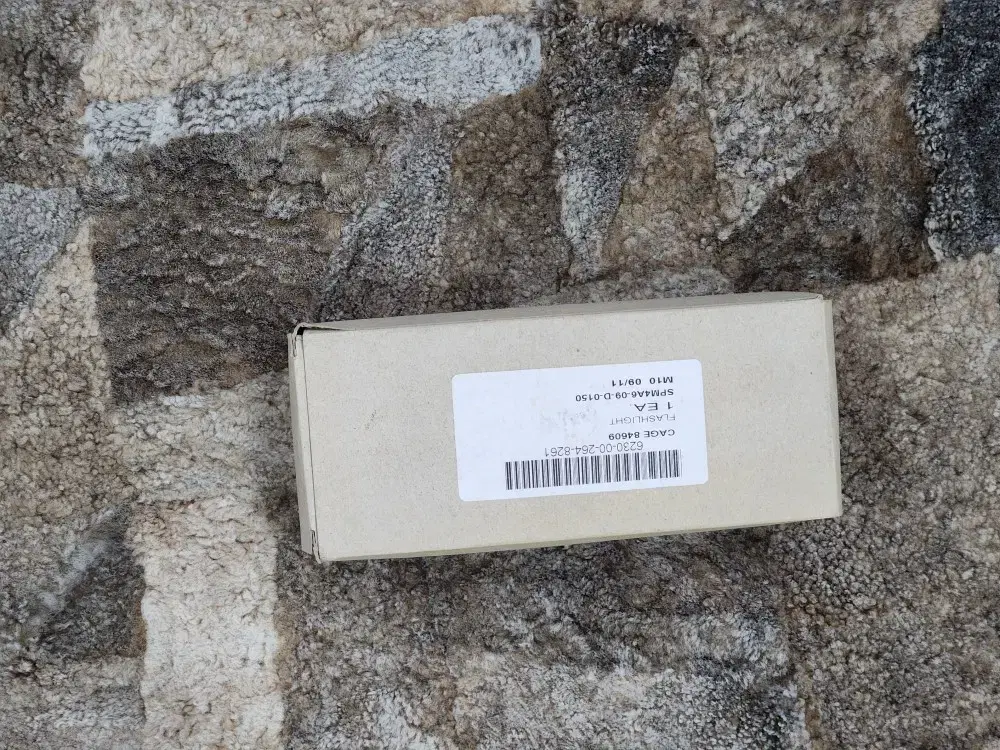 6230-00-264-8261
CAGE 84609
FLASHLIGHT
1 EA.
SPM4A6-09-D-0150
M10 09/11